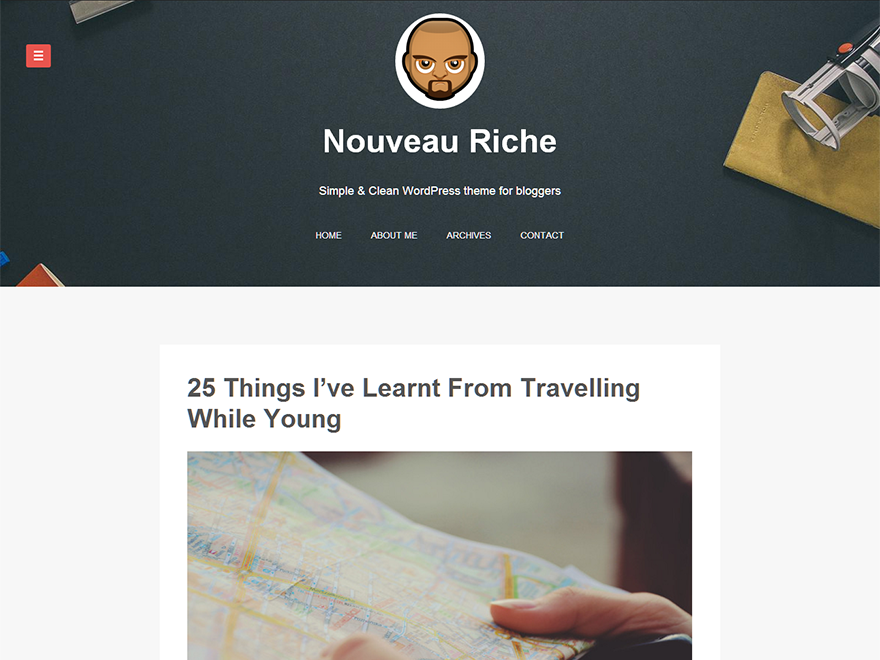 Nouveau Riche
Simple & Clean WordPress theme for bloggers
HOME ABOUT ME ARCHIVES CONTACT
25 Things I’ve Learnt From Travelling
While Young